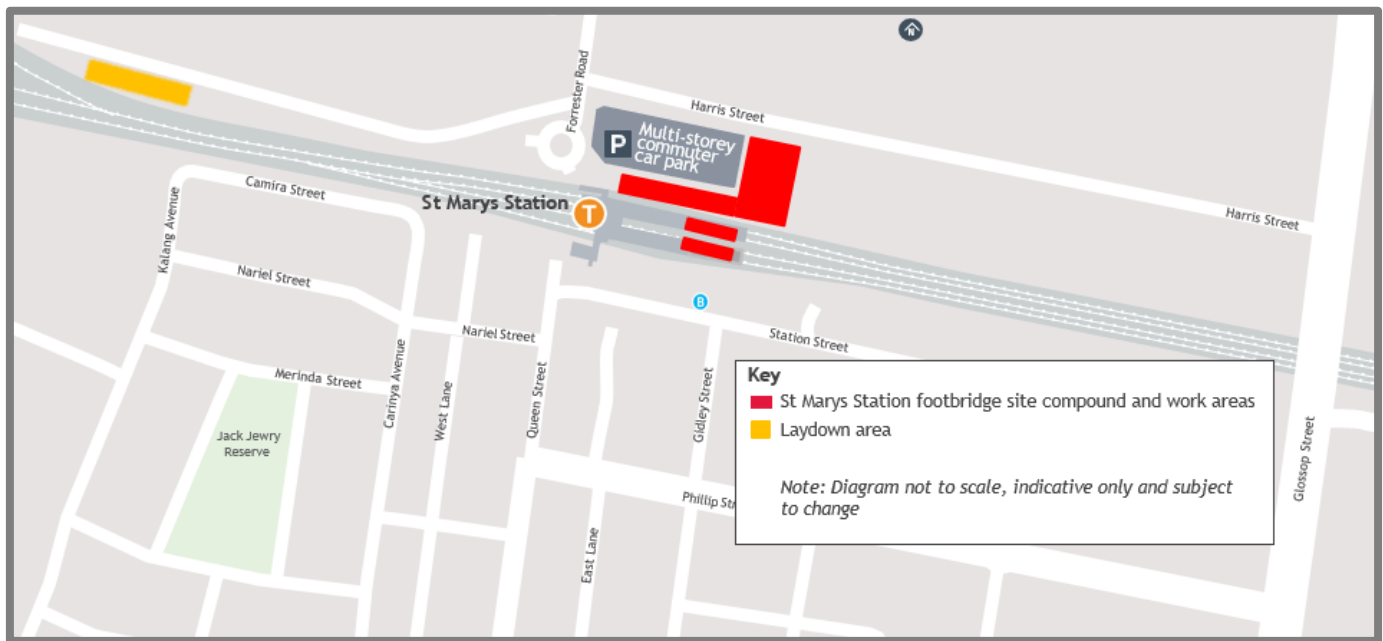 N
Forrester Road
Harris Street
P
Multi-storey
commuter
car park
Camira Street
St Marys Station
T
Harris Street
Kalang Avenue
Nariel Street
B
Nariel Street
Station Street
Merinda Street
Carinya Avenue
West Lane
Queen Street
Gidley Street
Jack Jewry
Reserve
Key
St Marys Station footbridge site compound and work areas
Laydown area
Note: Diagram not to scale, indicative only and subject
to change
Glossop Street
Phillip Str
East Lane